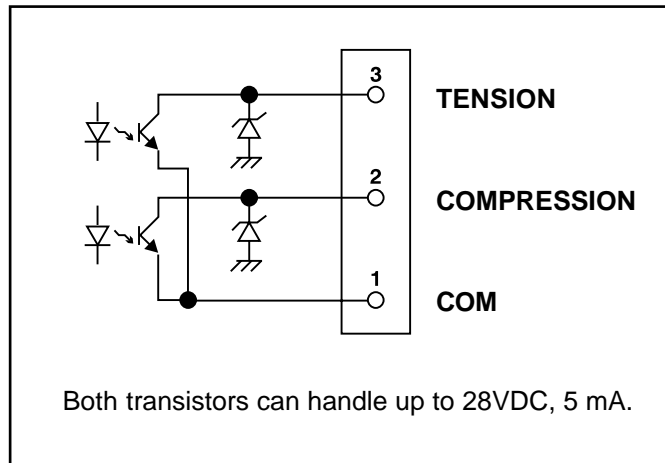 3
TENSION
2
COMPRESSION
1
COM
Both transistors can handle up to 28VDC, 5 mA.